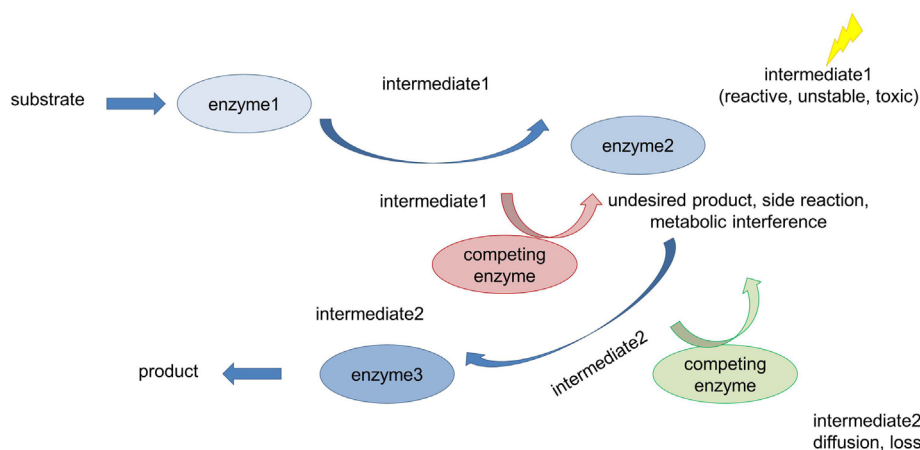 intermediate1
(reactive, unstable, toxic)
intermediate1
substrate
enzyme1
enzyme2
intermediate1
undesired product, side reaction,
metabolic interference
competing
enzyme
intermediate2
intermediate2
product
enzyme3
competing
enzyme
intermediate2
diffusion, loss